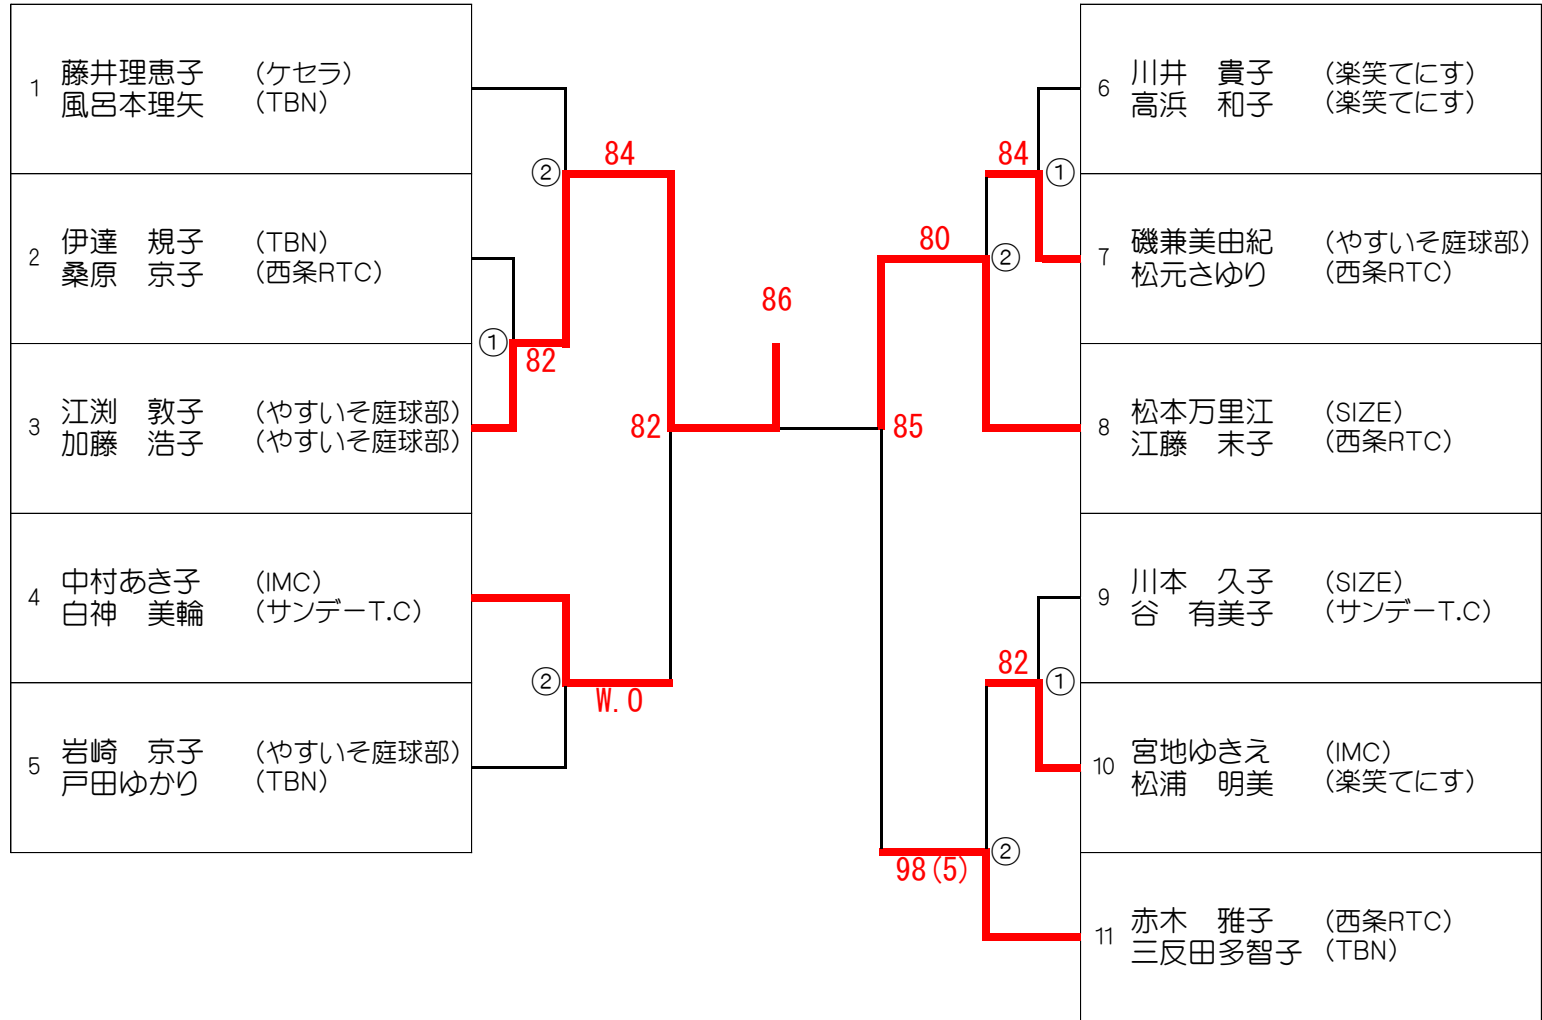 1 藤井理恵子 (ケセラ)
風呂本理矢 (TBN)
2 伊達 規子 (TBN)
桑原 京子 (西条RTC)
3 江渕 敦子 (やすいそ庭球部)
加藤 浩子 (やすいそ庭球部)
4 中村あき子 (IMC)
白神 美輪 (サンデーT.C)
5 岩崎 京子 (やすいそ庭球部)
戸田ゆかり (TBN)
② 84
① 82
82
② W.O
86
6 川井 貴子 (楽笑てにす)
高浜 和子 (楽笑てにす)
7 磯兼美由紀 (やすいそ庭球部)
松元さゆり (西条RTC)
8 松本万里江 (SIZE)
江藤 末子 (西条RTC)
9 川本 久子 (SIZE)
谷 有美子 (サンデーT.C)
10 宮地ゆきえ (IMC)
松浦 明美 (楽笑てにす)
11 赤木 雅子 (西条RTC)
三反田多智子 (TBN)
84 ①
80 ②
85
82 ①
98(5) ②